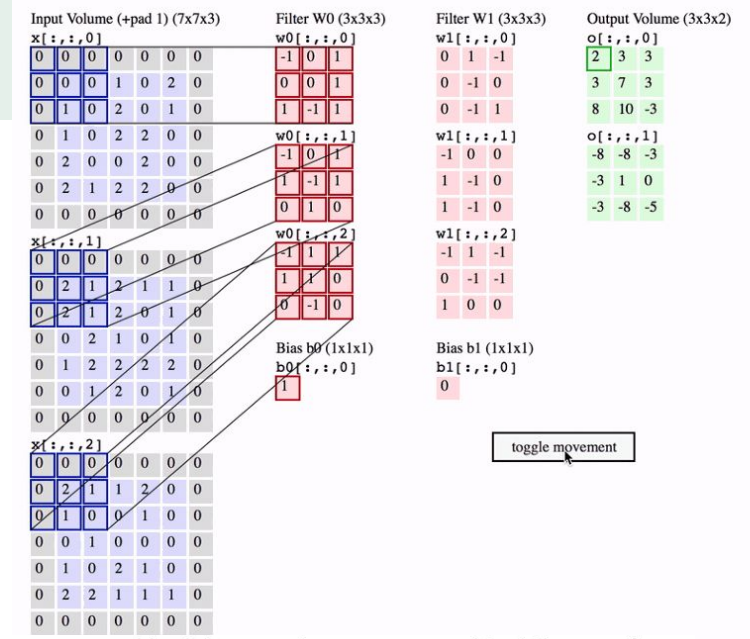 Input Volume (+pad 1) (7x7x3)
x[:,:,0]
0 0 0 0 0 0 0
0 0 0 1 0 2 0
0 1 0 2 0 1 0
0 1 0 2 2 0 0
0 2 0 0 2 0 0
0 2 1 2 2 0 0
0 0 0 0 0 0 0
x[:,:,1]
0 0 0 0 0 0 0
0 2 1 2 1 1 0
0 2 1 2 0 1 0
0 0 2 1 0 1 0
0 1 2 2 2 2 0
0 0 1 2 0 1 0
0 0 0 0 0 0 0
x[:,:,2]
0 0 0 0 0 0 0
0 2 1 1 2 0 0
0 1 0 0 1 0 0
0 0 1 0 0 0 0
0 1 0 2 1 0 0
0 2 2 1 1 1 0
0 0 0 0 0 0 0
Filter W0 (3x3x3)
w0[:,:,0]
-1 0 1
0 0 1
1 -1 1
w0[:,:,1]
-1 0 1
1 -1 1
0 1 0
w0[:,:,2]
-1 1 1
1 1 0
0 -1 0
Bias b0 (1x1x1)
b0[:,:,0]
1
Filter W1 (3x3x3)
w1[:,:,0]
0 1 -1
0 -1 0
0 -1 1
w1[:,:,1]
-1 0 0
1 -1 0
1 -1 0
w1[:,:,2]
-1 1 -1
0 -1 -1
1 0 0
Bias b1 (1x1x1)
b1[:,:,0]
0
Output Volume (3x3x2)
o[:,:,0]
2 3 3
3 7 3
8 10 -3
o[:,:,1]
-8 -8 -3
-3 1 0
-3 -8 -5
toggle movement